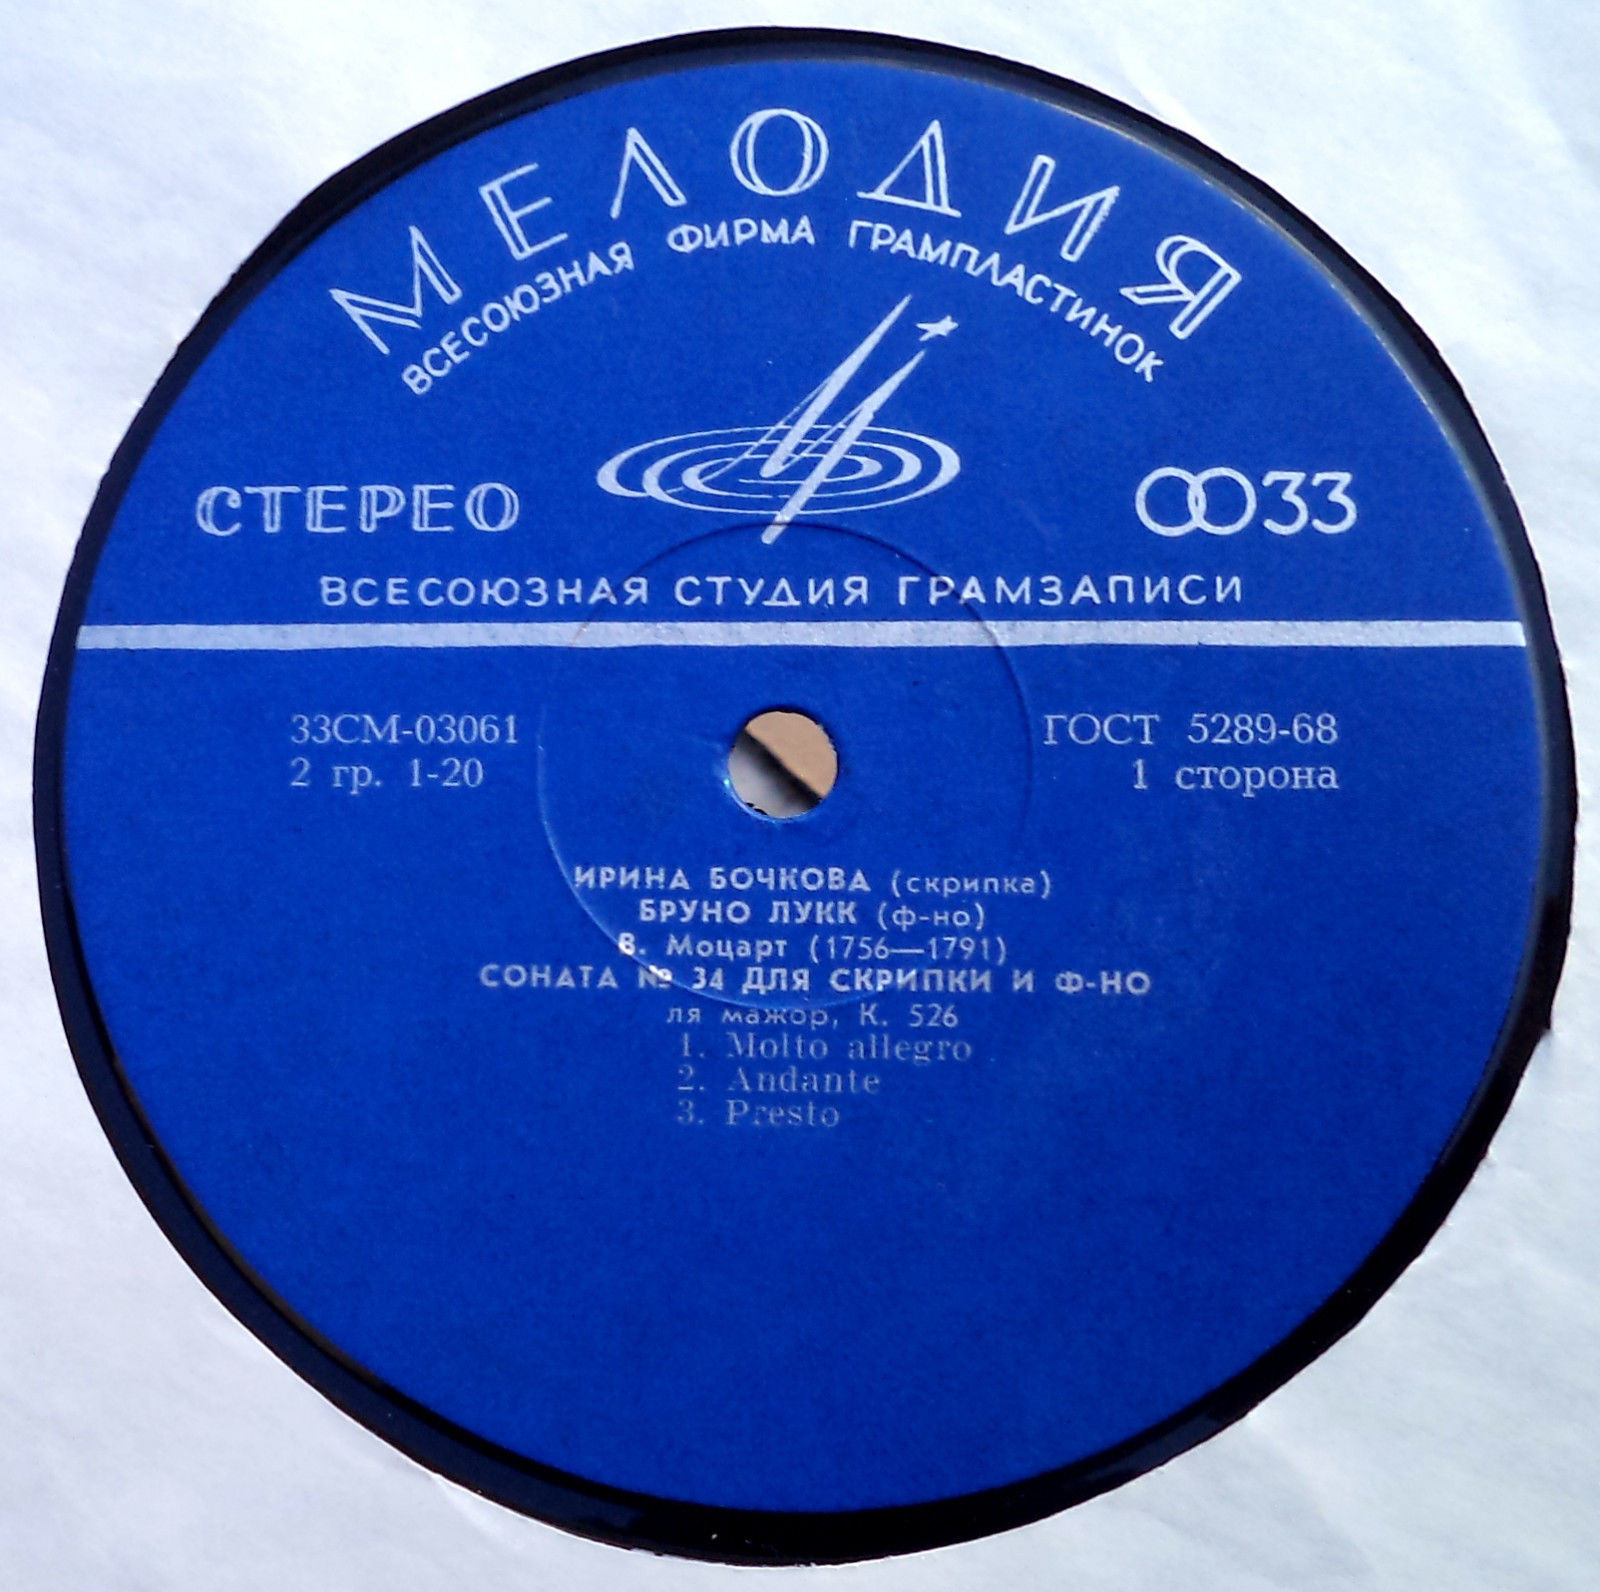 МЕЛОДИЯ
ВСЕСОЮЗНАЯ ФИРМА ГРАМПЛАСТИНОК
СТЕРЕО
33
ВСЕСОЮЗНАЯ СТУДИЯ ГРАМЗАПИСИ
33СМ-03061
ГОСТ 5289-68
2 гр. 1-20
1 сторона
ИРИНА БОЧКОВА (скрипка)
БРУНО ЛУКК (ф-но)
В. Моцарт (1756—1791)
СОНАТА № 34 ДЛЯ СКРИПКИ И Ф-НО
ля мажор, К. 526
1. Molto allegro
2. Andante
3. Presto